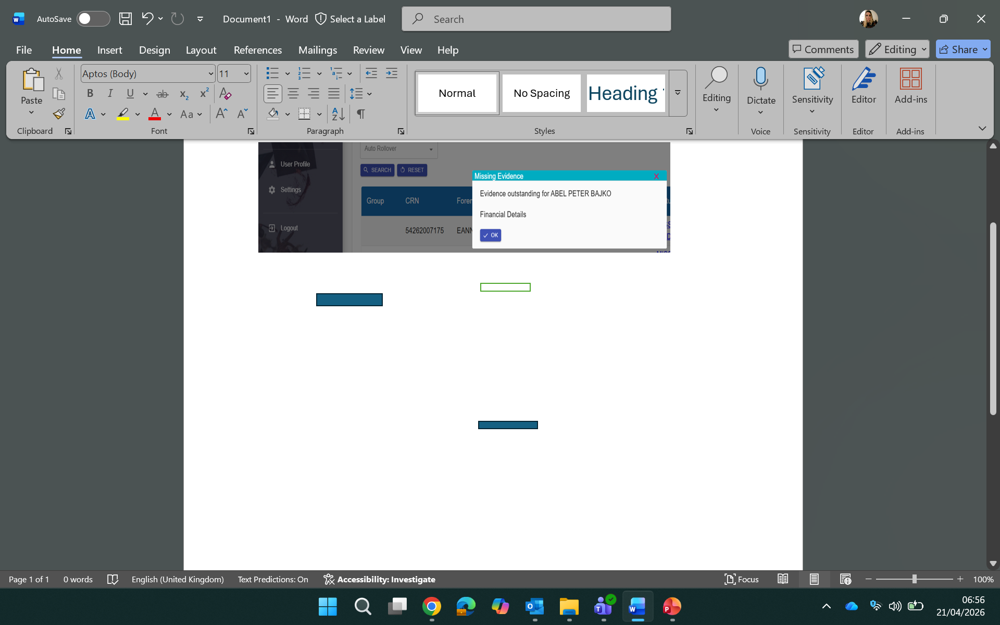 AutoSave
Document1 - Word
Select a Label
Search
File
Home
Insert
Design
Layout
References
Mailings
Review
View
Help
Comments
Editing
Share
Paste
Clipboard
Aptos (Body)
11
Font
Paragraph
Normal
No Spacing
Heading
Styles
Editing
Dictate
Voice
Sensitivity
Sensitivity
Editor
Editor
Add-ins
Add-ins
Auto Rollover
User Profile
SEARCH
RESET
Missing Evidence
X
Settings
Evidence outstanding for ABEL PETER BAJKO
Group
CRN
Financial Details
Logout
54262007175
OK
Page 1 of 1
0 words
English (United Kingdom)
Text Predictions: On
Accessibility: Investigate
Focus
100%
06:56
21/04/2026